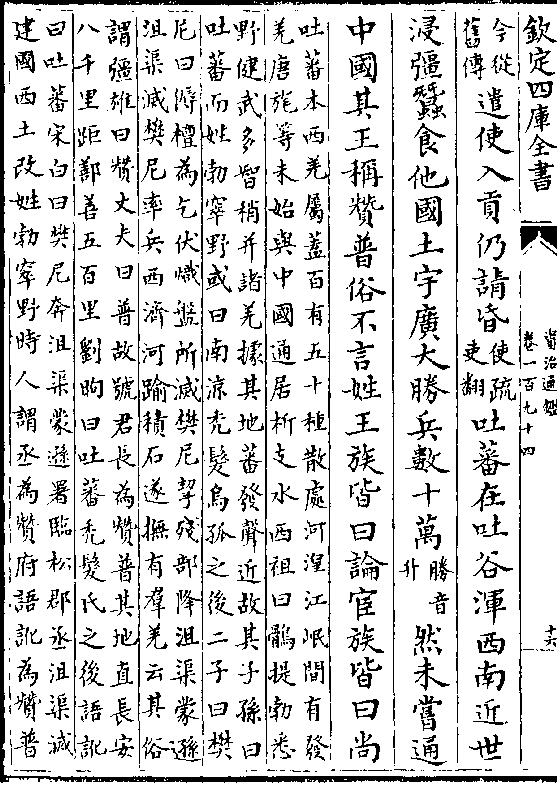 欽定四庫全書
資治通鑑
卷一百九十四
十六
今從
舊傳
遣使入貢仍請昏
使疏
吏翻
吐蕃在吐谷渾西南近世
浸彊蠶食他國土宇廣大勝兵數十萬
勝音
升
然未嘗通
中國其王稱贊普俗不言姓王族皆曰論宦族皆曰尚
吐蕃本西羌屬蓋百有五十種散處河湟江岷間有發
羌唐旄等未始與中國通居析支水西祖曰鶻提勃悉
野健武多智稍并諸羌據其地蕃發聲近故其子孫曰
吐蕃而姓勃窣野或曰南涼禿髮烏孤之後二子曰樊
尼曰傉檀為乞伏熾盤所滅樊尼挈殘部降沮渠蒙遜
沮渠滅樊尼率兵西濟河踰積石遂撫有羣羌云其俗
謂彊雄曰贊丈夫曰普故號君長為贊普其地直長安
八千里距鄯善五百里劉昫曰吐蕃禿髮氏之後語訛
曰吐蕃宋白曰樊尼奔沮渠蒙遜署臨松郡丞沮渠滅
建國西土改姓勃窣野時人謂丞為贊府語訛為贊普